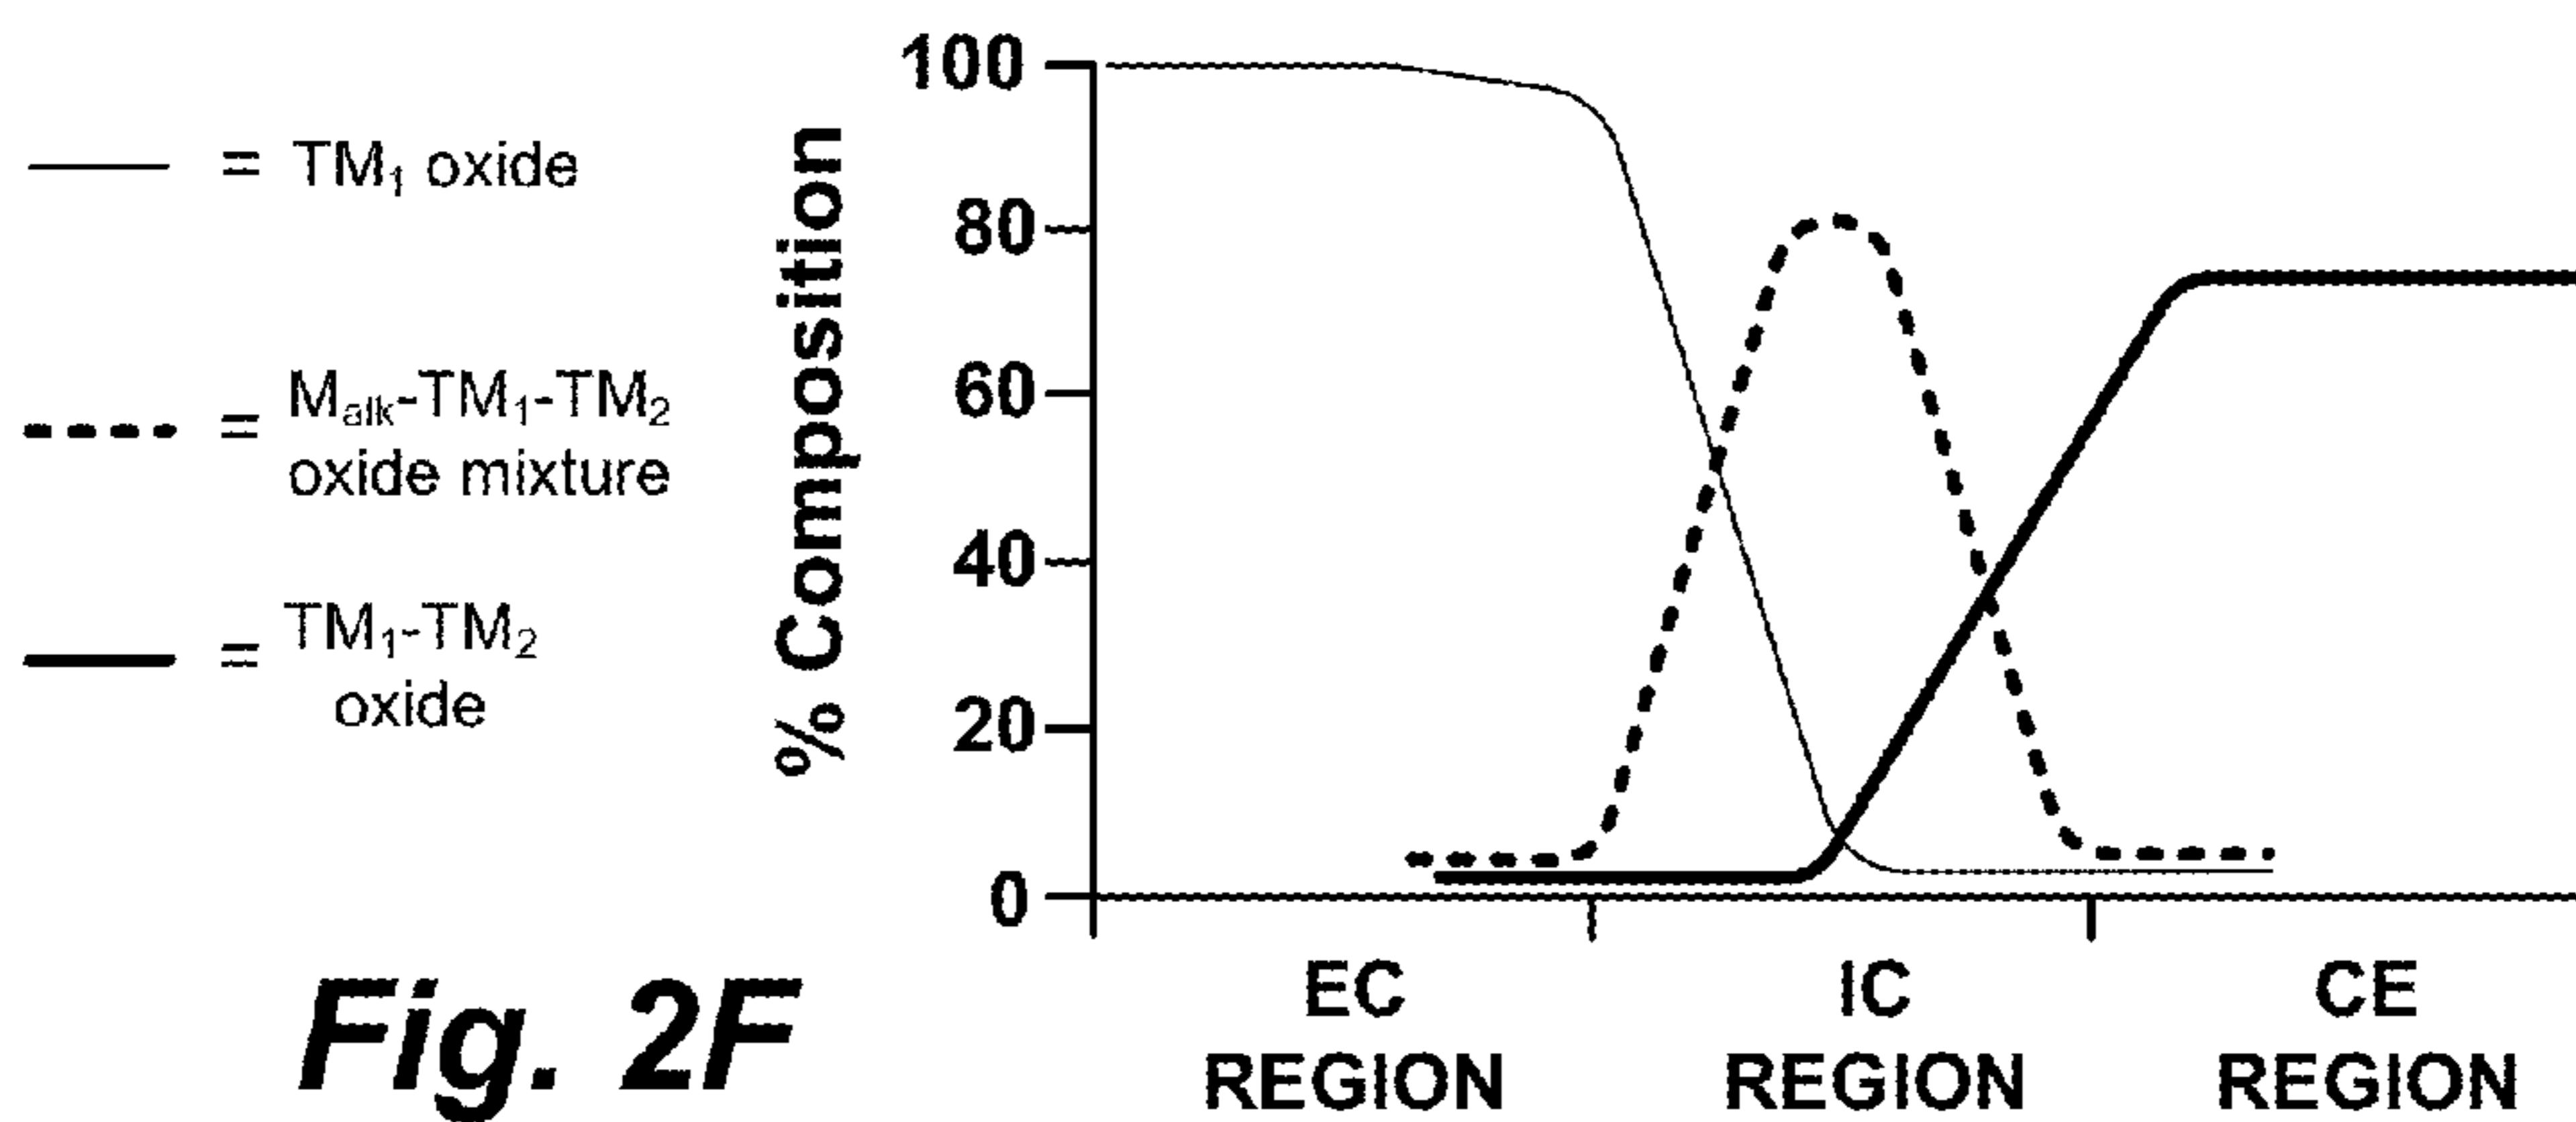 = TM₁ oxide
= Mₐₗₖ-TM₁-TM₂
oxide mixture
= TM₁-TM₂
oxide
% Composition
100
80
60
40
20
0
EC
REGION
IC
REGION
CE
REGION
Fig. 2F